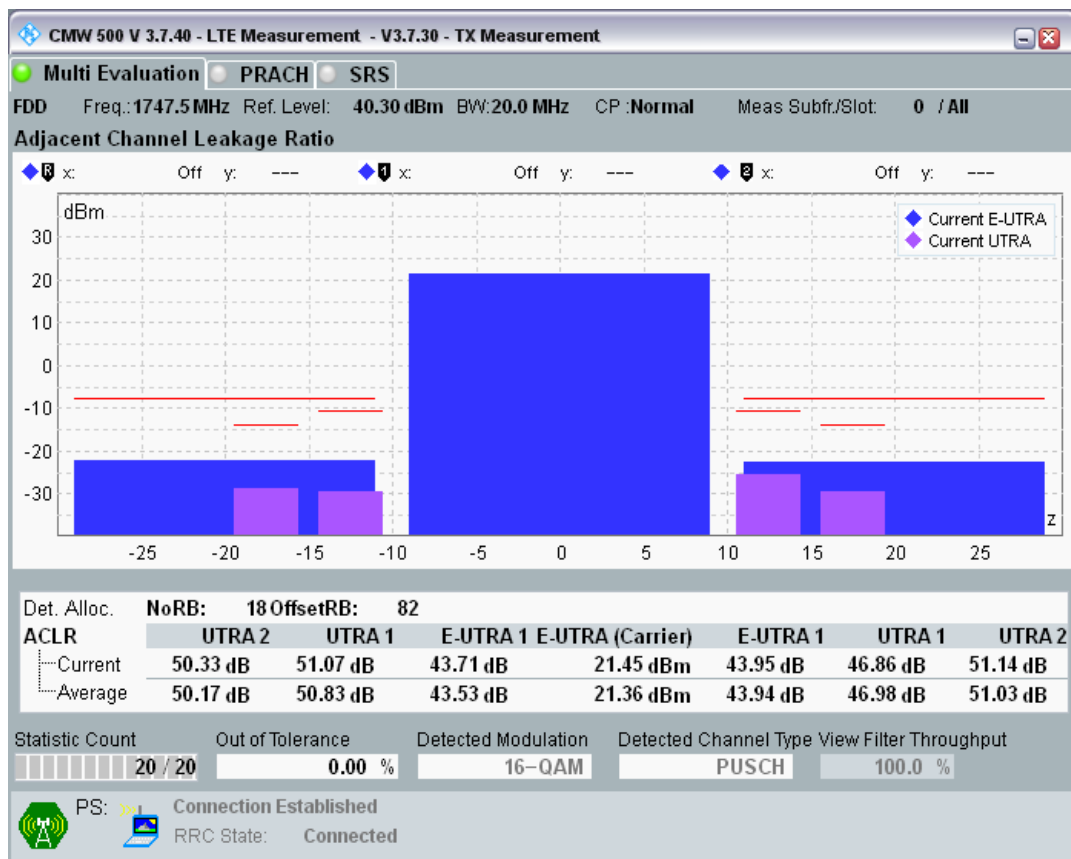 CMW 500 V 3.7.40 - LTE Measurement - V3.7.30 - TX Measurement
Multi Evaluation PRACH SRS
FDD Freq.:1747.5 MHz Ref. Level: 40.30 dBm BW:20.0 MHz CP :Normal Meas Subfr./Slot: 0 / All
Adjacent Channel Leakage Ratio
R x: Off y: --- 1 x: Off y: --- 2 x: Off y: ---
dBm
Current E-UTRA
Current UTRA
30
20
10
0
-10
-20
-30
z
-25 -20 -15 -10 -5 0 5 10 15 20 25
Det. Alloc. NoRB: 18 OffsetRB: 82
ACLR UTRA 2 UTRA 1 E-UTRA 1 E-UTRA (Carrier) E-UTRA 1 UTRA 1 UTRA 2
Current 50.33 dB 51.07 dB 43.71 dB 21.45 dBm 43.95 dB 46.86 dB 51.14 dB
Average 50.17 dB 50.83 dB 43.53 dB 21.36 dBm 43.94 dB 46.98 dB 51.03 dB
Statistic Count Out of Tolerance Detected Modulation Detected Channel Type View Filter Throughput
20 / 20 0.00 % 16-QAM PUSCH 100.0 %
PS: Connection Established
RRC State: Connected